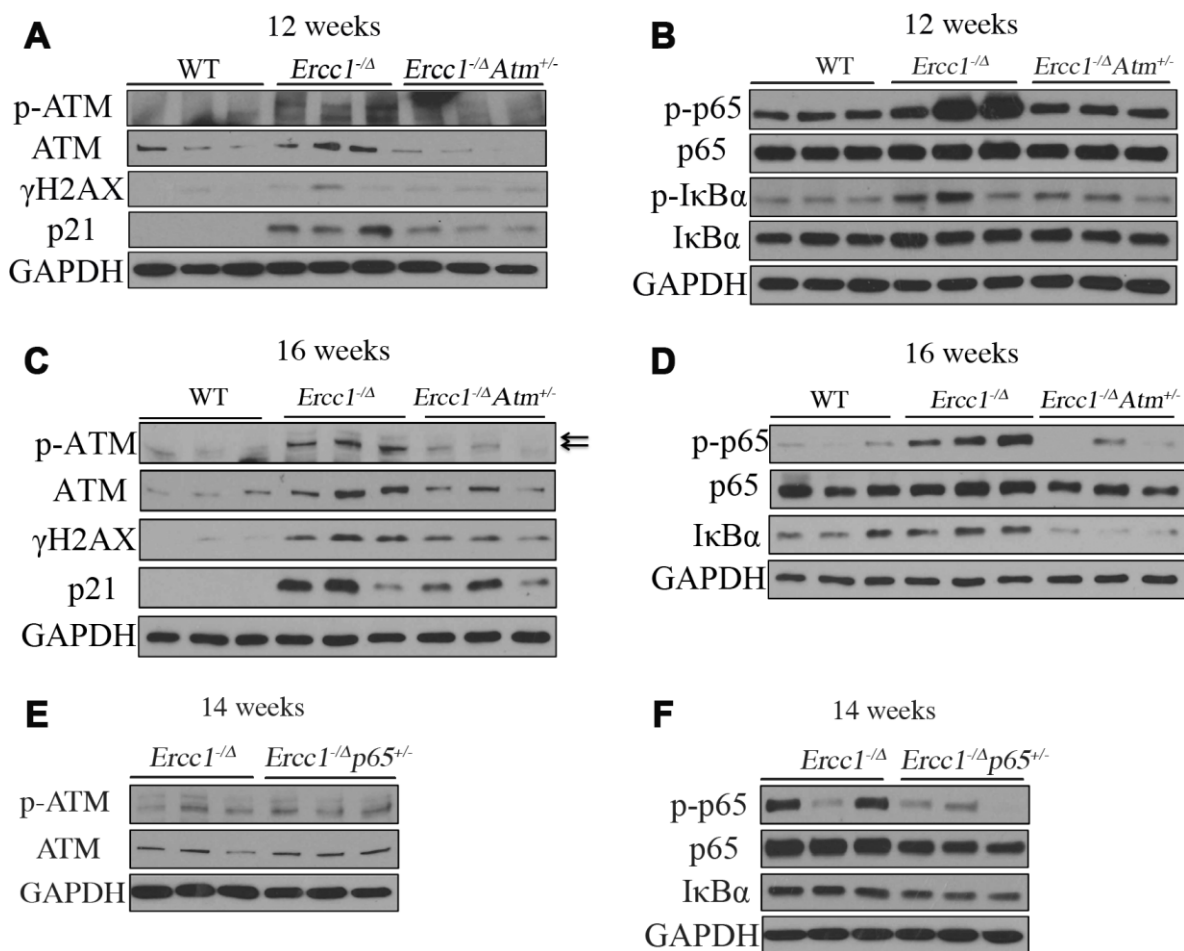 A
12 weeks
WT Ercc1-/Δ Ercc1-/ΔAtm+/-
p-ATM
ATM
γH2AX
p21
GAPDH
B
12 weeks
WT Ercc1-/Δ Ercc1-/ΔAtm+/-
p-p65
p65
p-IκBα
IκBα
GAPDH
C
16 weeks
WT Ercc1-/Δ Ercc1-/ΔAtm+/-
p-ATM
ATM
γH2AX
p21
GAPDH
D
16 weeks
WT Ercc1-/Δ Ercc1-/ΔAtm+/-
p-p65
p65
IκBα
GAPDH
E
14 weeks
Ercc1-/Δ Ercc1-/Δp65+/-
p-ATM
ATM
GAPDH
F
14 weeks
Ercc1-/Δ Ercc1-/Δp65+/-
p-p65
p65
IκBα
GAPDH